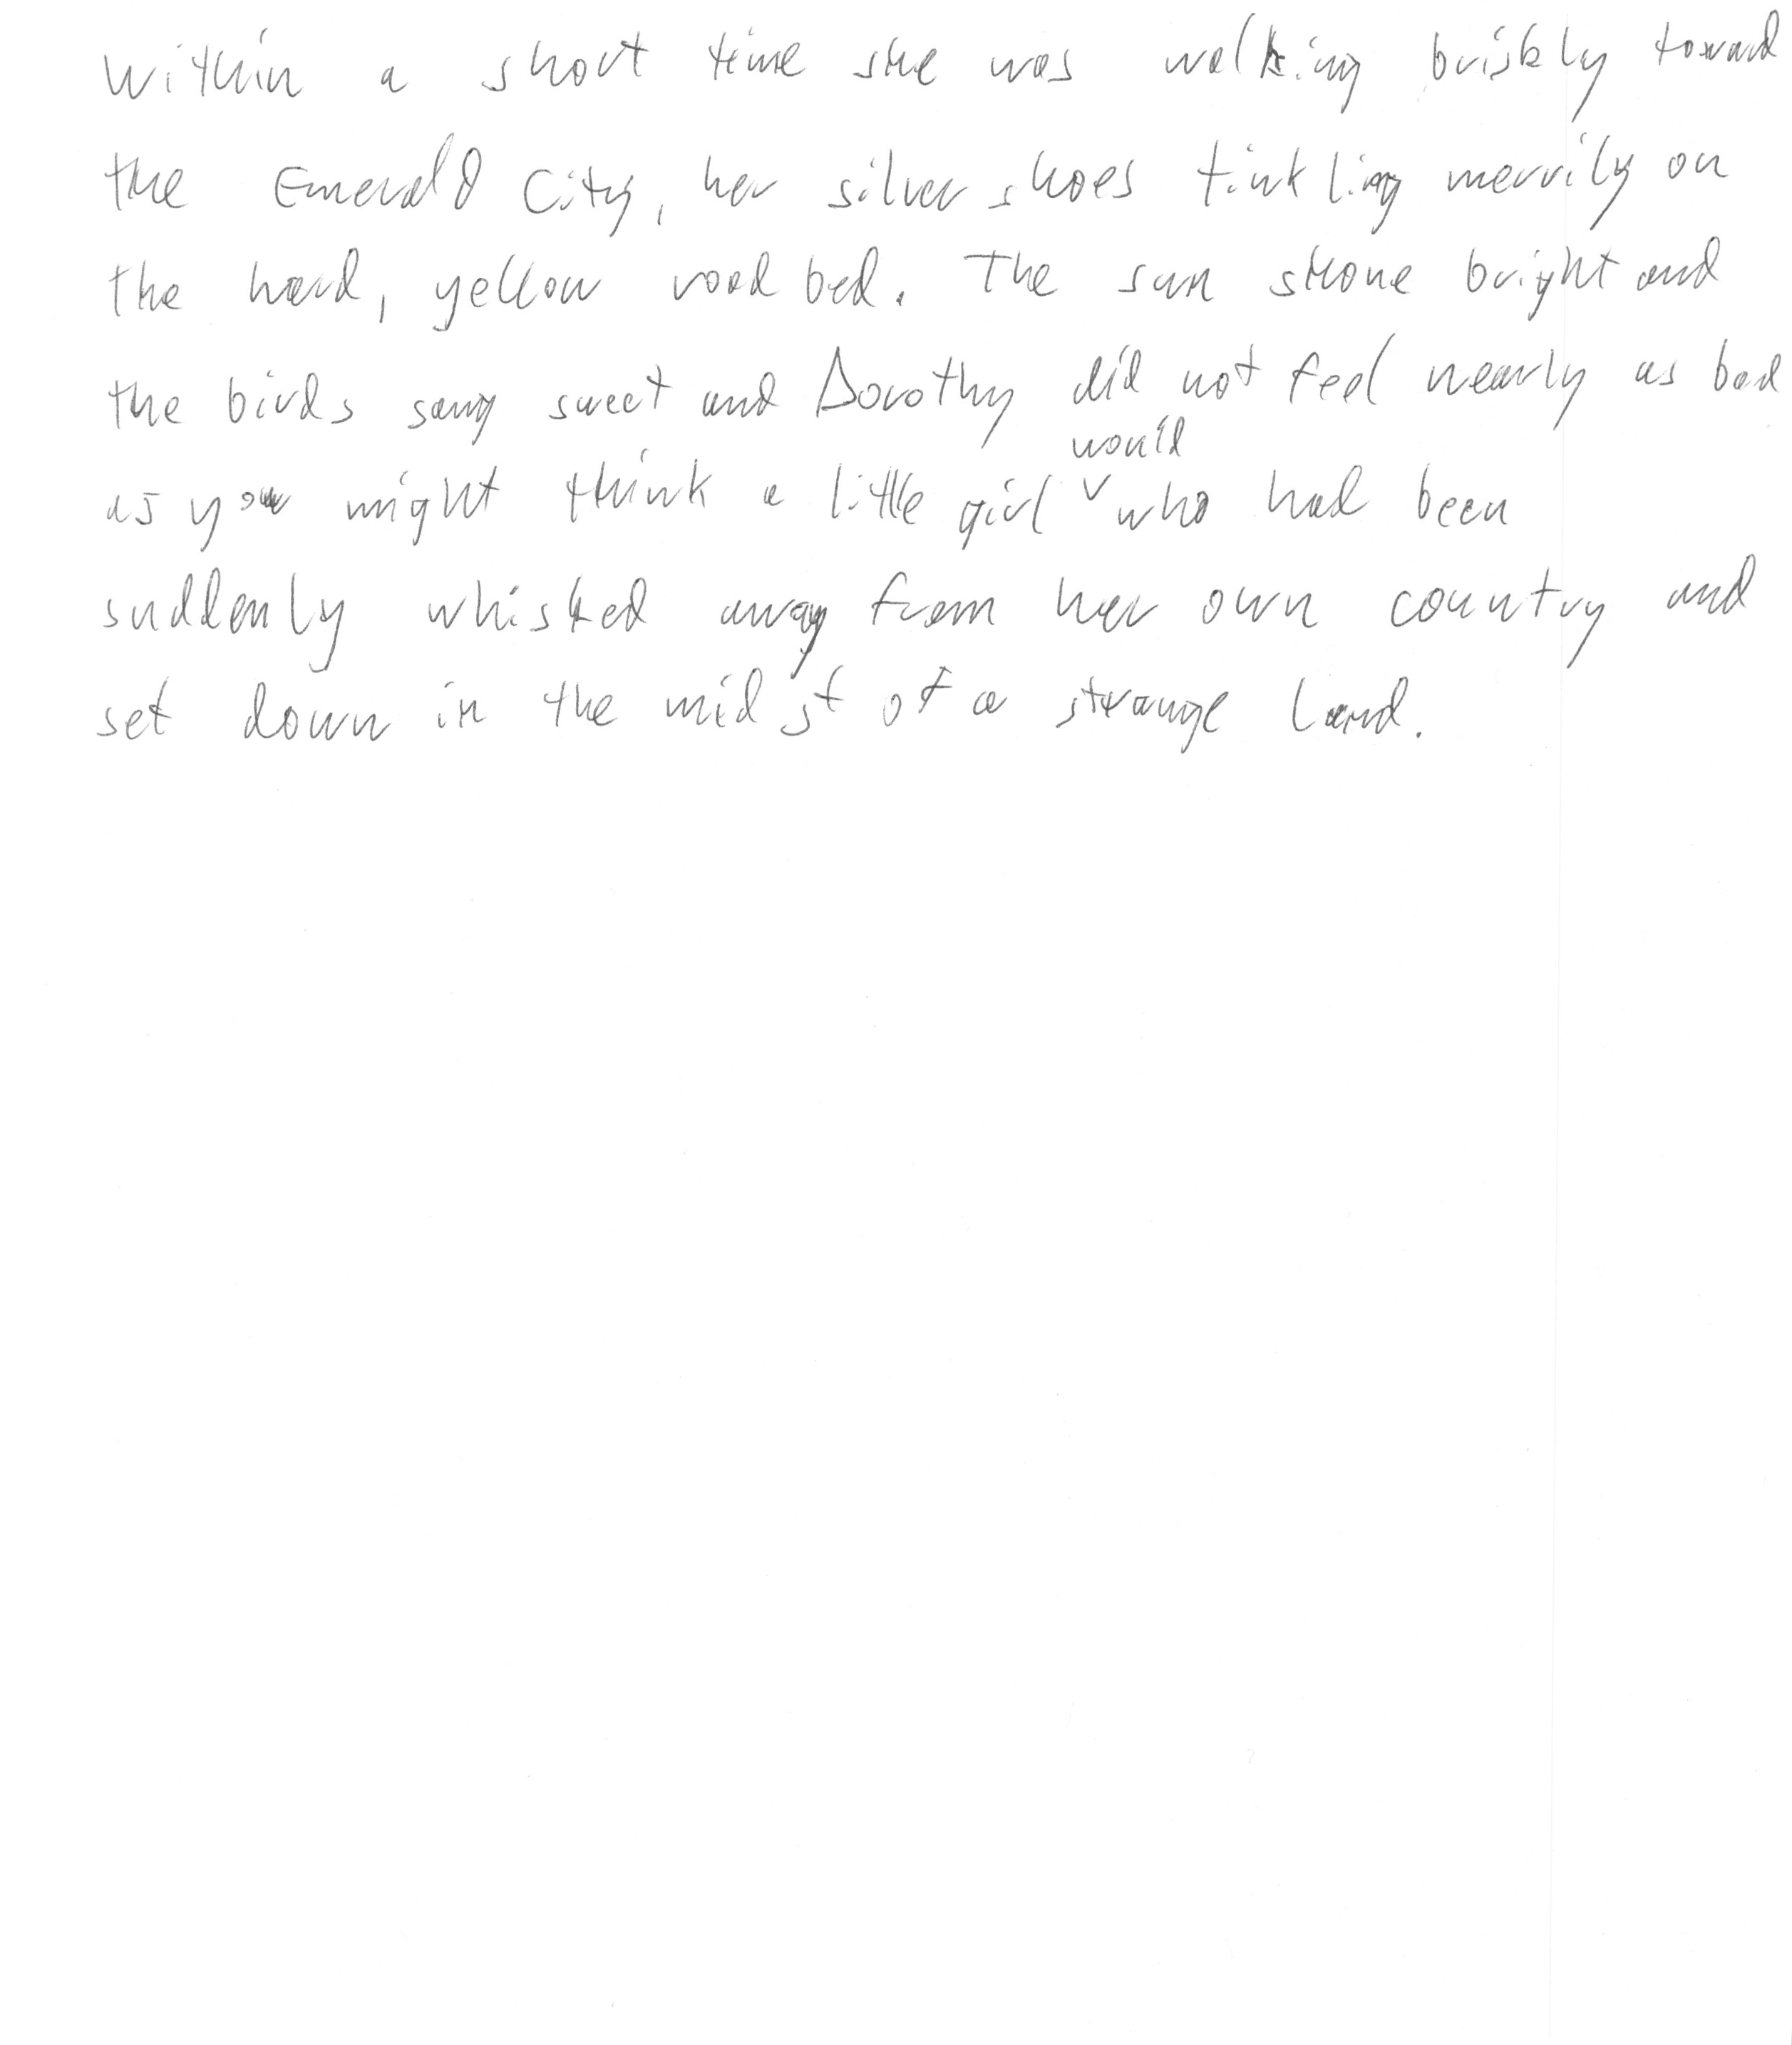 Within a short time she was walking briskly toward
the Emerald City, her silver shoes tinkling merrily on
the hard, yellow road bed. The sun shone bright and
the birds sang sweet and Dorothy did not feel nearly as bad
as you might think a little girl would who had been
suddenly whisked away from her own country and
set down in the midst of a strange land.